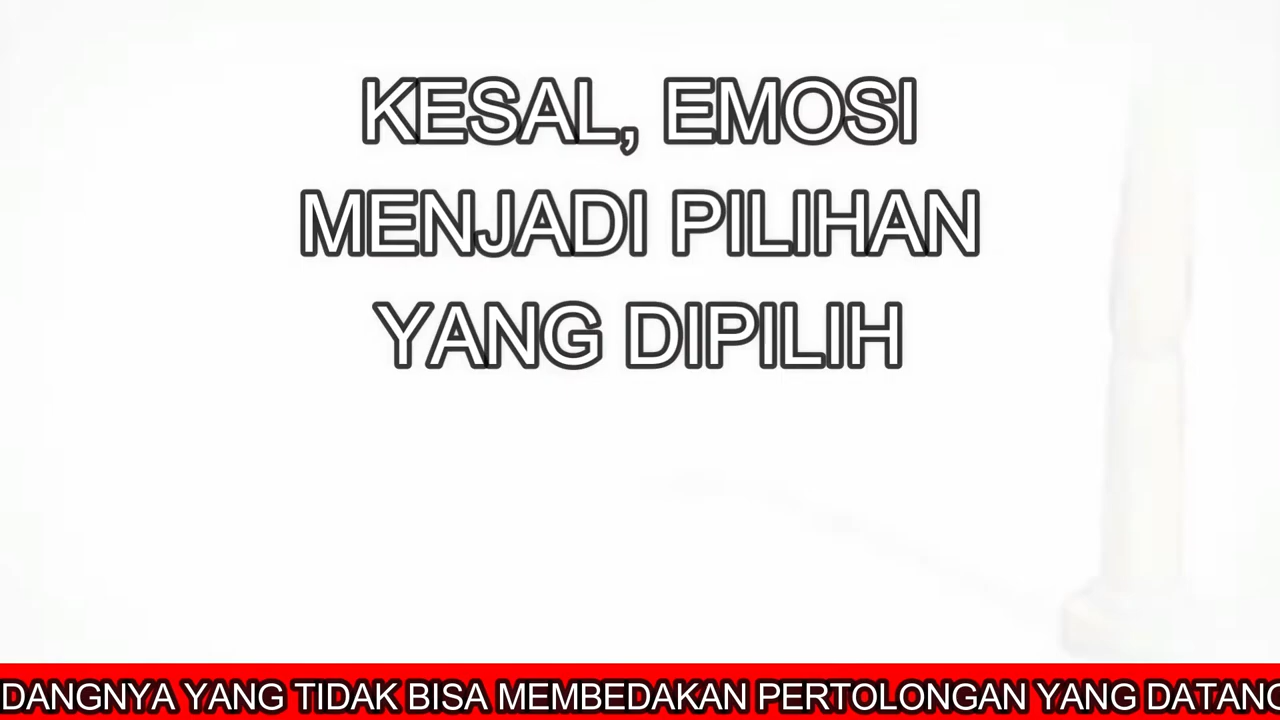 KESAL, EMOSI
MENJADI PILIHAN
YANG DIPILIH
DANGNYA YANG TIDAK BISA MEMBEDAKAN PERTOLONGAN YANG DATANG